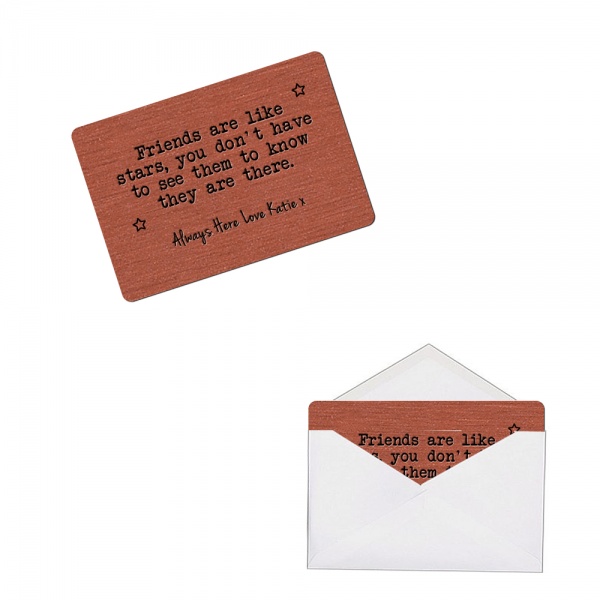 Friends are like
stars, you don't have
to see them to know
they are there.
Always Here Love Katie x
Friends are like
s, you don't
them